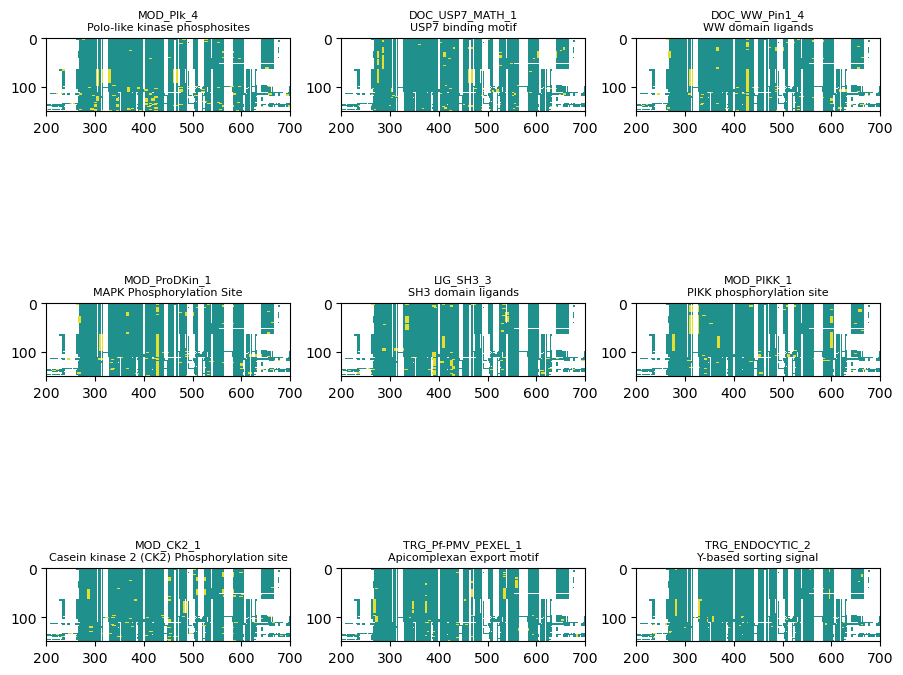 MOD_Plk_4
Polo-like kinase phosphosites
DOC_USP7_MATH_1
USP7 binding motif
DOC_WW_Pin1_4
WW domain ligands
0
100
200 300 400 500 600 700
0
100
200 300 400 500 600 700
0
100
200 300 400 500 600 700
MOD_ProDKin_1
MAPK Phosphorylation Site
LIG_SH3_3
SH3 domain ligands
MOD_PIKK_1
PIKK phosphorylation site
0
100
200 300 400 500 600 700
0
100
200 300 400 500 600 700
0
100
200 300 400 500 600 700
MOD_CK2_1
Casein kinase 2 (CK2) Phosphorylation site
TRG_Pf-PMV_PEXEL_1
Apicomplexan export motif
TRG_ENDOCYTIC_2
Y-based sorting signal
0
100
200 300 400 500 600 700
0
100
200 300 400 500 600 700
0
100
200 300 400 500 600 700